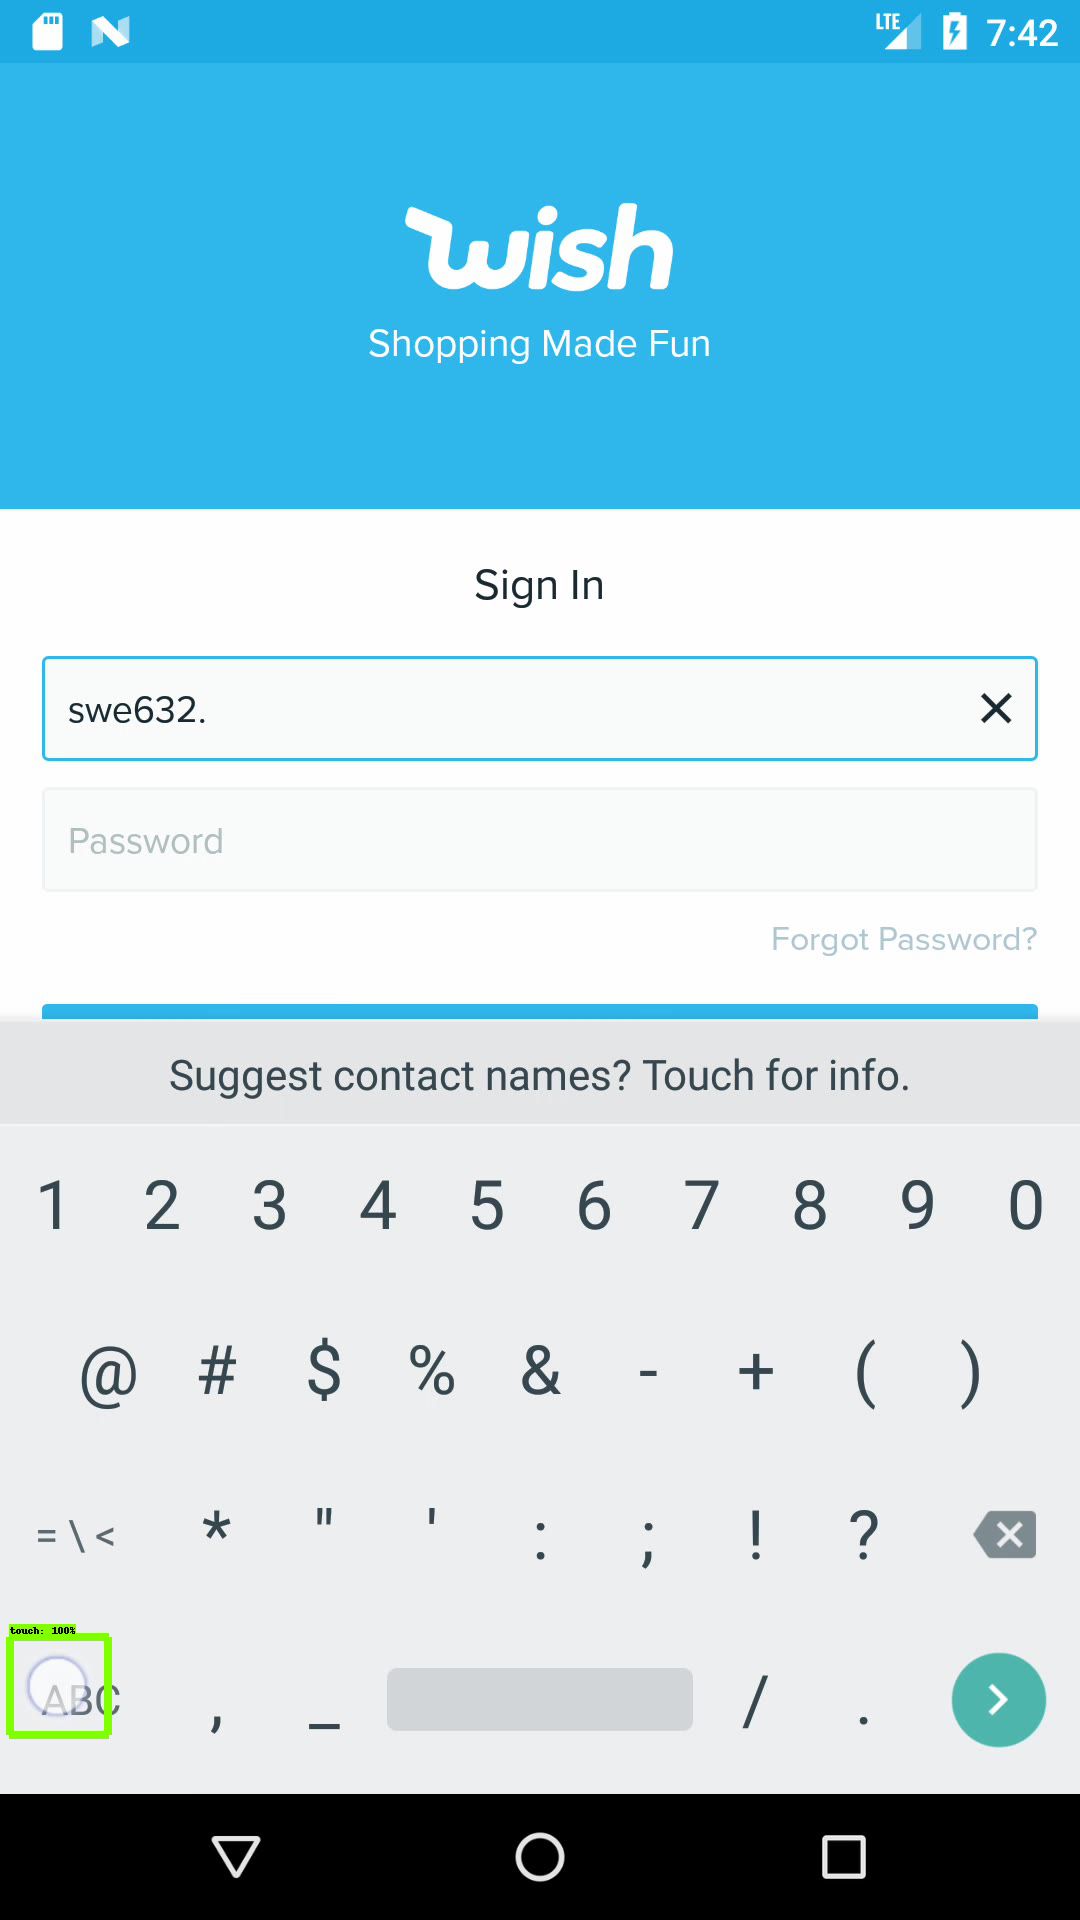 LTE 7:42
wish
Shopping Made Fun
Sign In
swe632.
Password
Forgot Password?
Suggest contact names? Touch for info.
1 2 3 4 5 6 7 8 9 0
@ # $ % & - + ( )
= \ < * " ' : ; ! ?
touch: 100%
ABC , _ / .